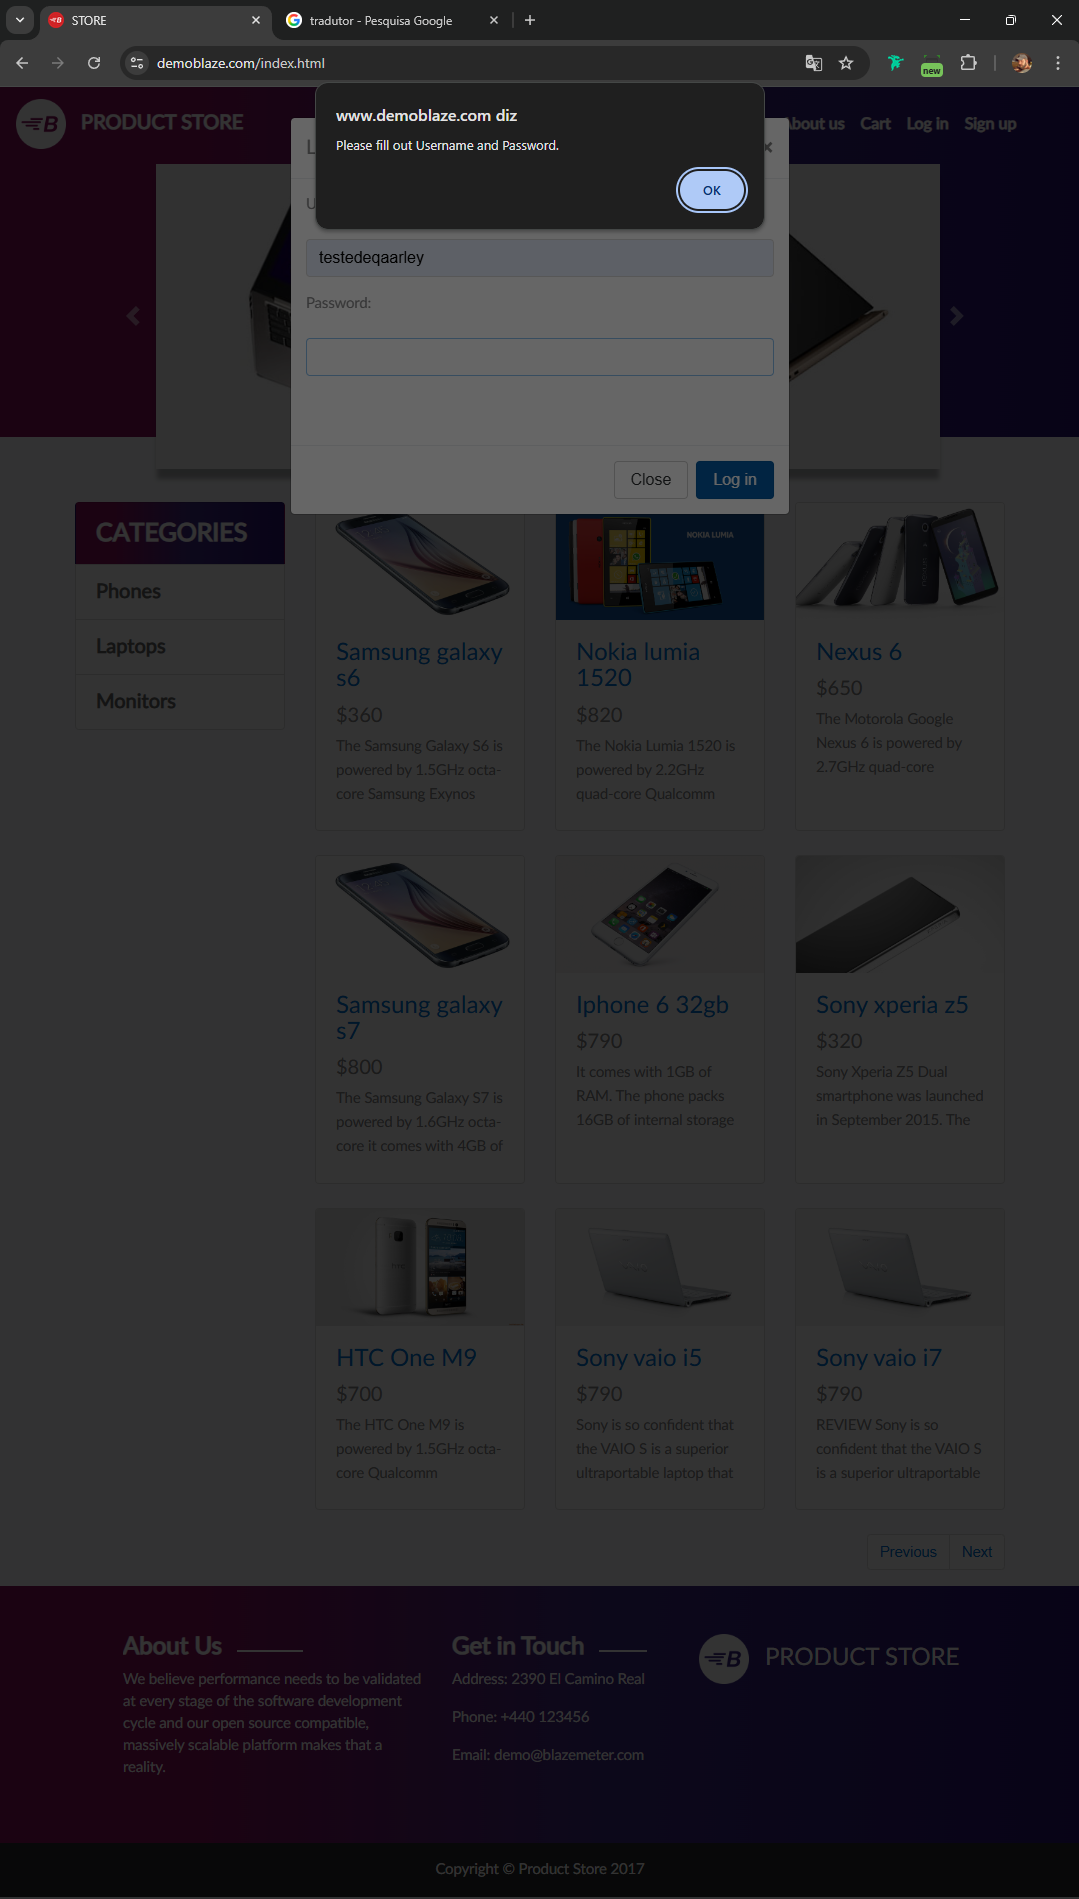 STORE
tradutor - Pesquisa Google
demoblaze.com/index.html
new
PRODUCT STORE
About us
Cart
Log in
Sign up
www.demoblaze.com diz
Please fill out Username and Password.
OK
testedeqaarley
Password:
Close
Log in
CATEGORIES
Phones
Laptops
Monitors
Samsung galaxy
s6
$360
The Samsung Galaxy S6 is
powered by 1.5GHz octa-
core Samsung Exynos
NOKIA LUMIA
Nokia lumia
1520
$820
The Nokia Lumia 1520 is
powered by 2.2GHz
quad-core Qualcomm
Nexus 6
$650
The Motorola Google
Nexus 6 is powered by
2.7GHz quad-core
Samsung galaxy
s7
$800
The Samsung Galaxy S7 is
powered by 1.6GHz octa-
core it comes with 4GB of
Iphone 6 32gb
$790
It comes with 1GB of
RAM. The phone packs
16GB of internal storage
Sony xperia z5
$320
Sony Xperia Z5 Dual
smartphone was launched
in September 2015. The
HTC One M9
$700
The HTC One M9 is
powered by 1.5GHz octa-
core Qualcomm
Sony vaio i5
$790
Sony is so confident that
the VAIO S is a superior
ultraportable laptop that
Sony vaio i7
$790
REVIEW Sony is so
confident that the VAIO S
is a superior ultraportable
Previous
Next
About Us
We believe performance needs to be validated
at every stage of the software development
cycle and our open source compatible,
massively scalable platform makes that a
reality.
Get in Touch
Address: 2390 El Camino Real
Phone: +440 123456
Email: demo@blazemeter.com
B PRODUCT STORE
Copyright © Product Store 2017